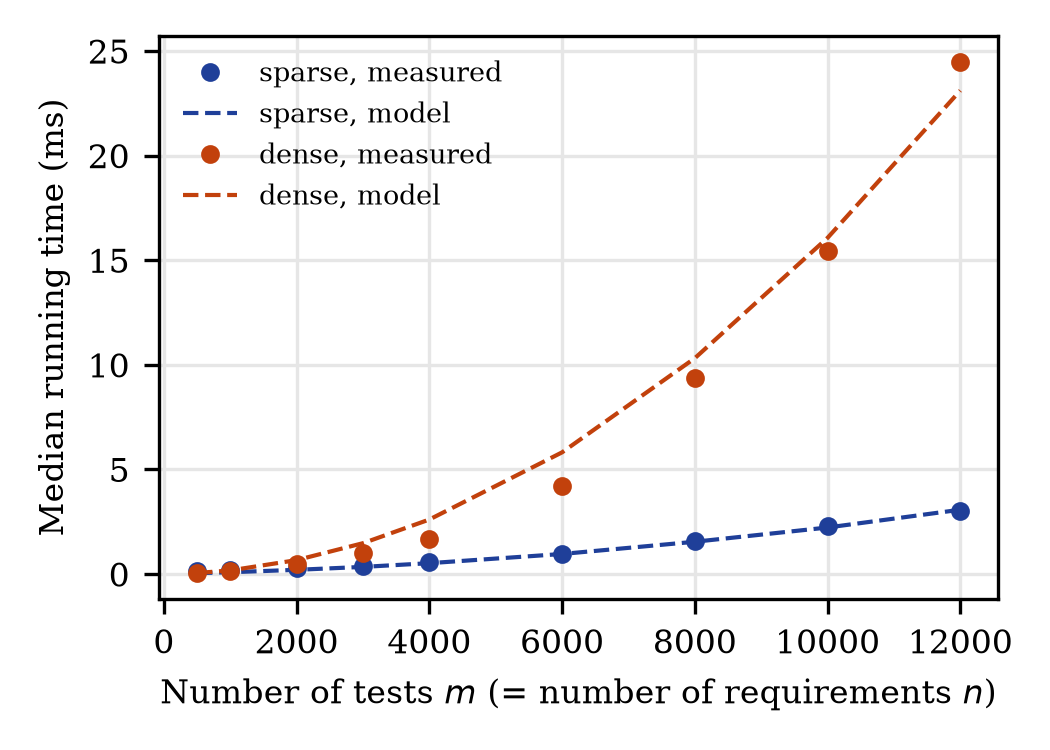 25
20
15
10
5
0
Median running time (ms)
sparse, measured
sparse, model
dense, measured
dense, model
0 2000 4000 6000 8000 10000 12000
Number of tests m (= number of requirements n)